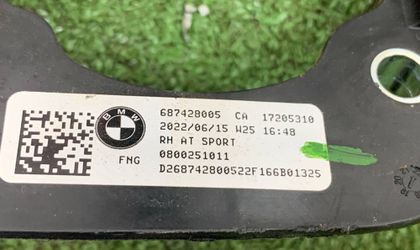 BMW
687428005 CA 17205310
2022/06/15 W25 16:48
RH AT SPORT
FNG 0800251011
D268742800522F166B01325